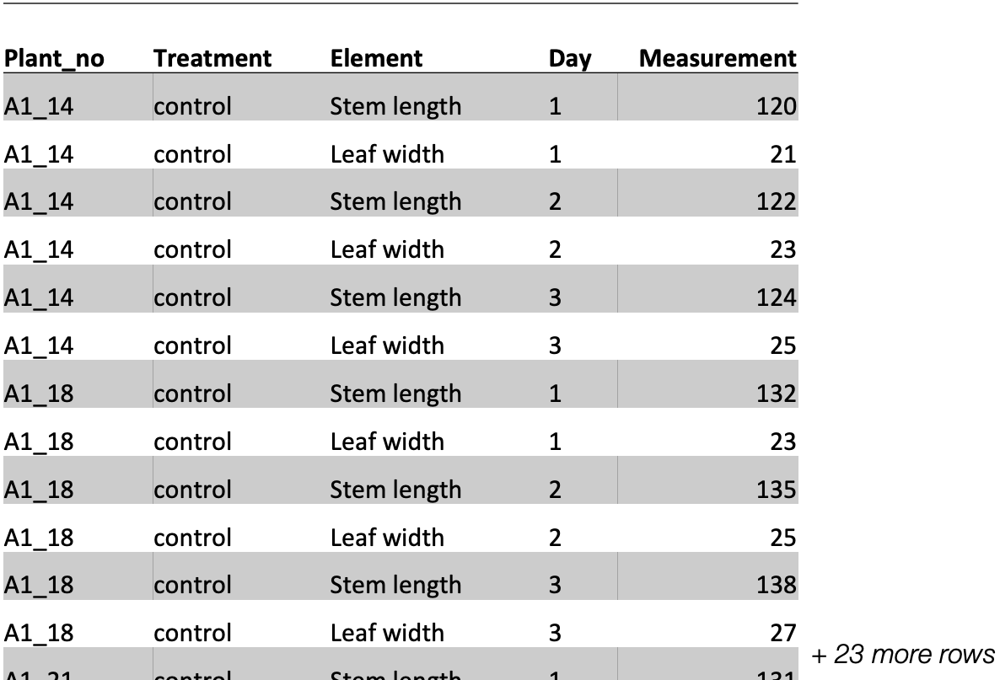 Plant_no Treatment Element Day Measurement
A1_14 control Stem length 1 120
A1_14 control Leaf width 1 21
A1_14 control Stem length 2 122
A1_14 control Leaf width 2 23
A1_14 control Stem length 3 124
A1_14 control Leaf width 3 25
A1_18 control Stem length 1 132
A1_18 control Leaf width 1 23
A1_18 control Stem length 2 135
A1_18 control Leaf width 2 25
A1_18 control Stem length 3 138
A1_18 control Leaf width 3 27
+ 23 more rows
A1_21 control Stem length 1 131